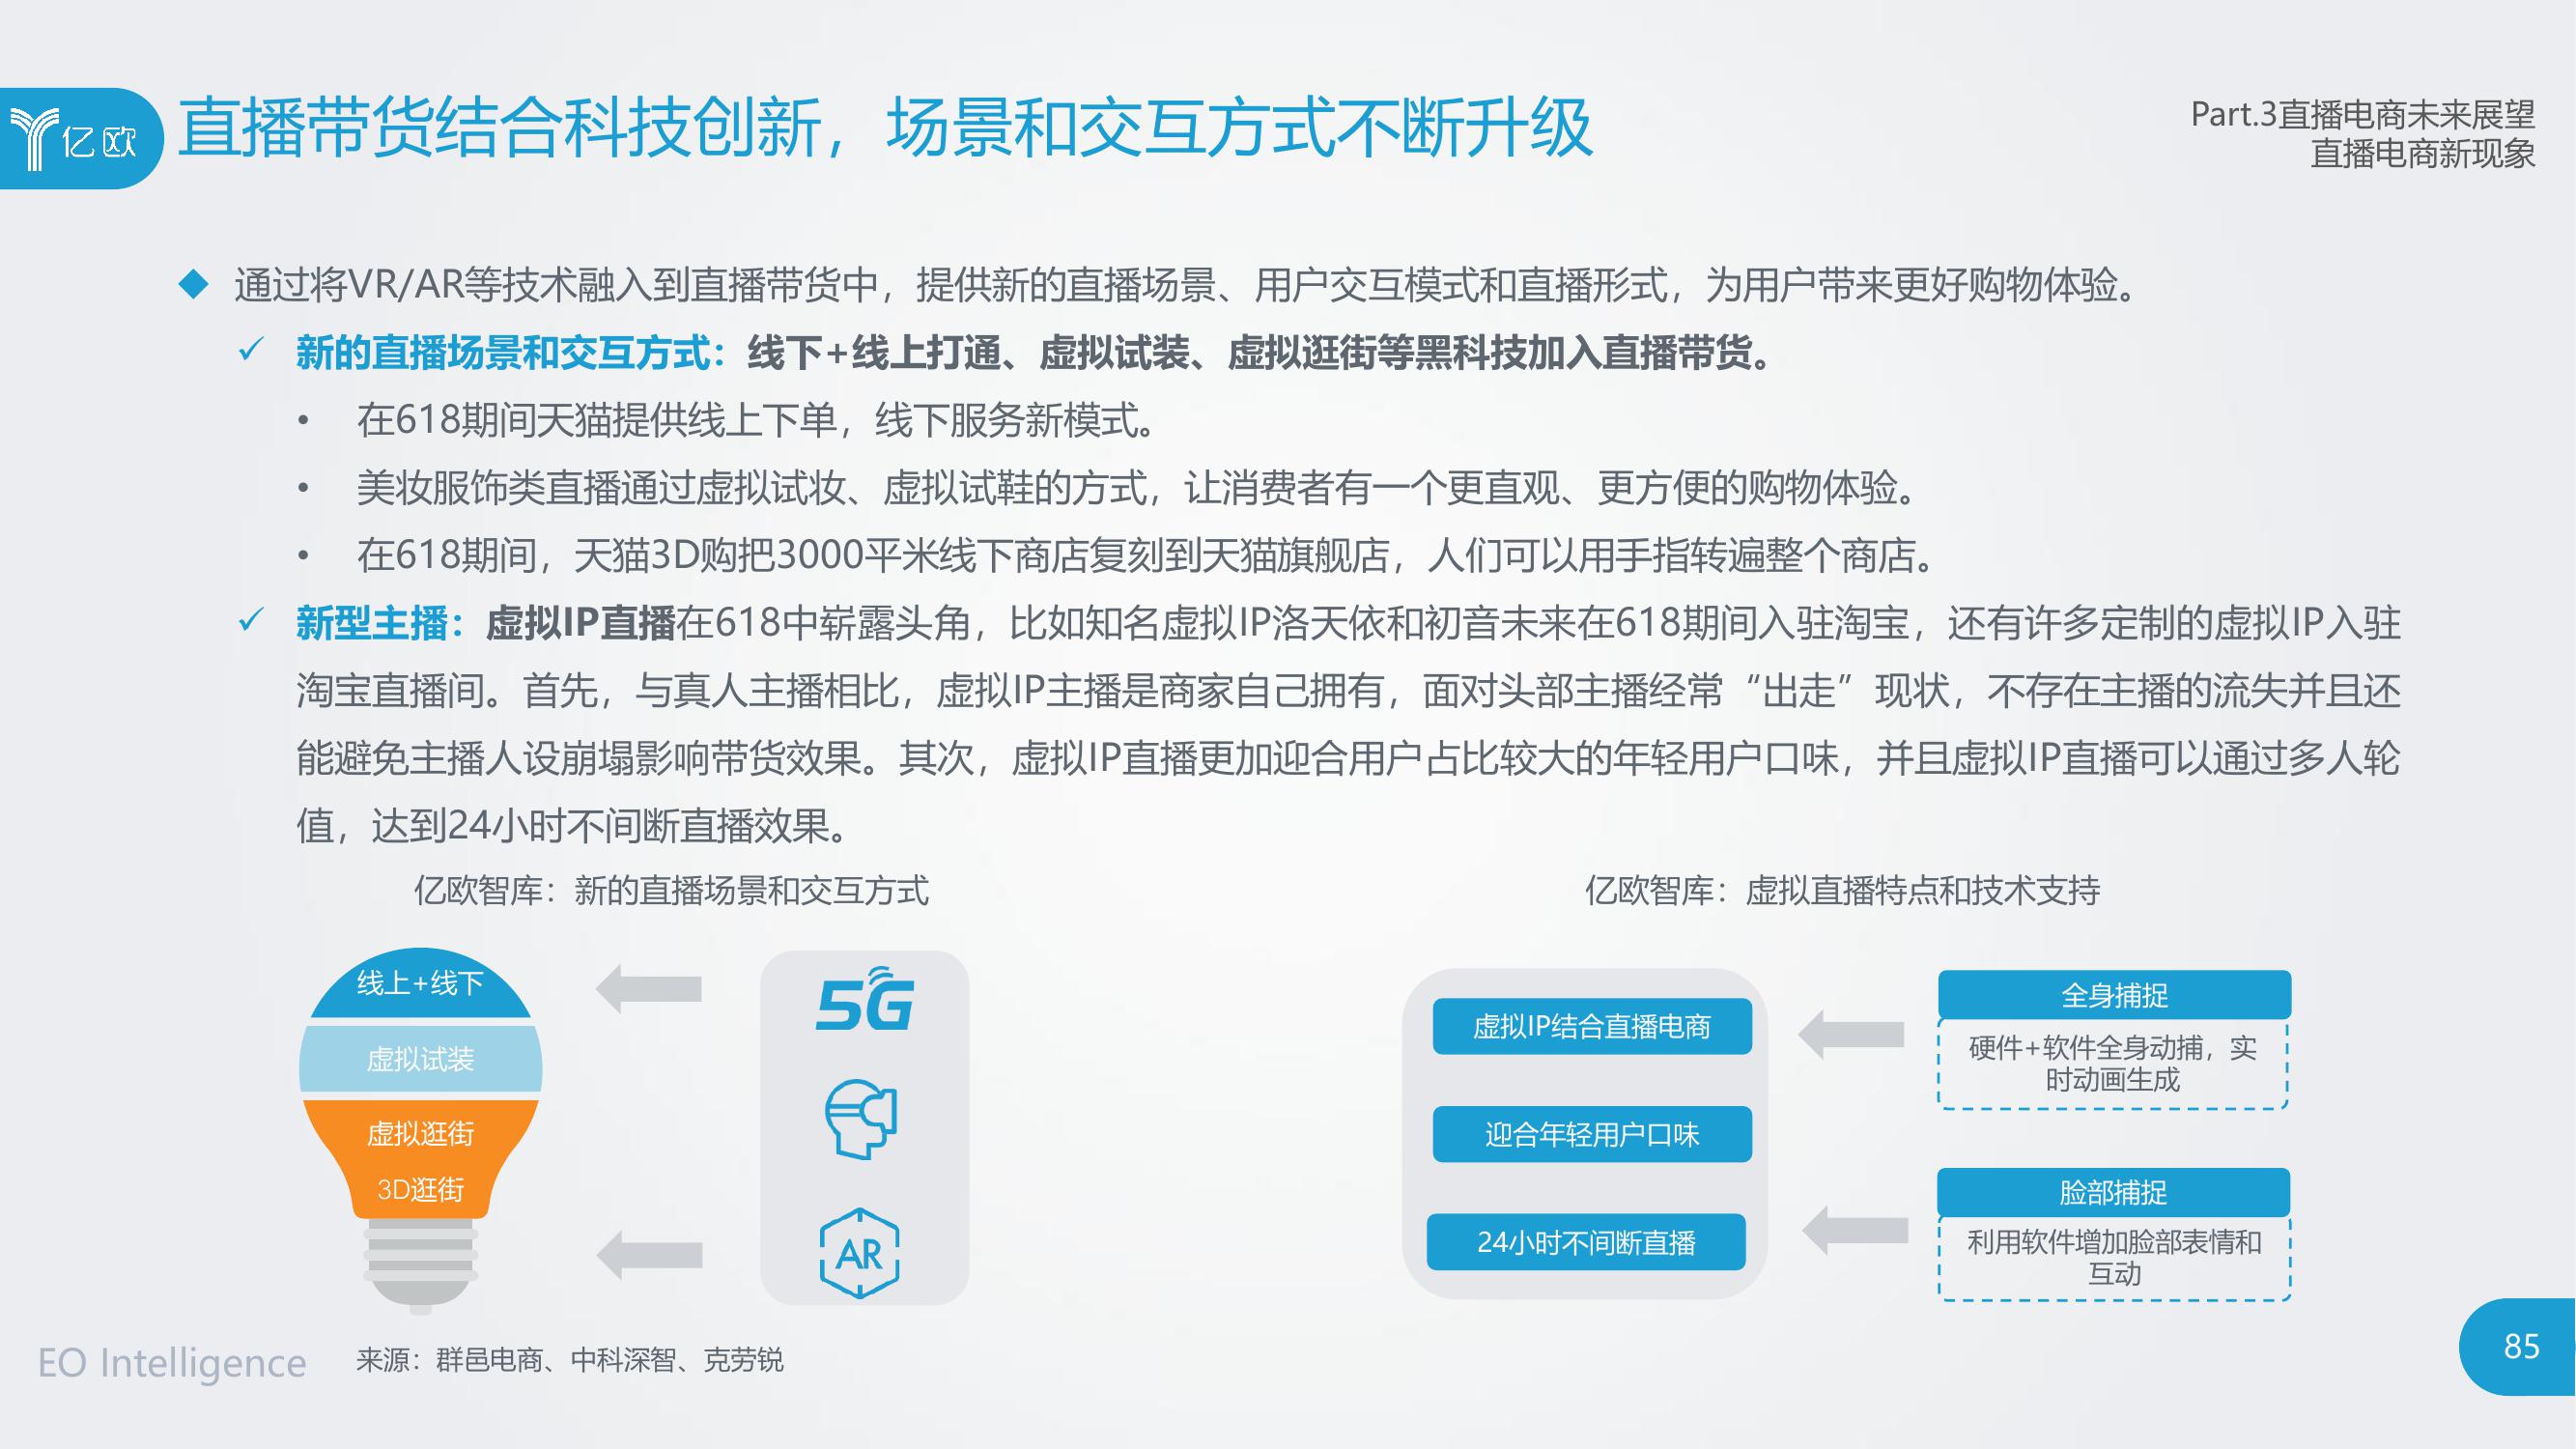 亿欧
直播带货结合科技创新，场景和交互方式不断升级
Part.3直播电商未来展望
直播电商新现象
通过将VR/AR等技术融入到直播带货中，提供新的直播场景、用户交互模式和直播形式，为用户带来更好购物体验。
新的直播场景和交互方式：线下+线上打通、虚拟试装、虚拟逛街等黑科技加入直播带货。
• 在618期间天猫提供线上下单，线下服务新模式。
• 美妆服饰类直播通过虚拟试妆、虚拟试鞋的方式，让消费者有一个更直观、更方便的购物体验。
• 在618期间，天猫3D购把3000平米线下商店复刻到天猫旗舰店，人们可以用手指转遍整个商店。
新型主播：虚拟IP直播在618中崭露头角，比如知名虚拟IP洛天依和初音未来在618期间入驻淘宝，还有许多定制的虚拟IP入驻
淘宝直播间。首先，与真人主播相比，虚拟IP主播是商家自己拥有，面对头部主播经常“出走”现状，不存在主播的流失并且还
能避免主播人设崩塌影响带货效果。其次，虚拟IP直播更加迎合用户占比较大的年轻用户口味，并且虚拟IP直播可以通过多人轮
值，达到24小时不间断直播效果。
亿欧智库：新的直播场景和交互方式
线上+线下
虚拟试装
虚拟逛街
3D逛街
5G
AR
亿欧智库：虚拟直播特点和技术支持
虚拟IP结合直播电商
迎合年轻用户口味
24小时不间断直播
全身捕捉
硬件+软件全身动捕，实
时动画生成
脸部捕捉
利用软件增加脸部表情和
互动
EO Intelligence
来源：群邑电商、中科深智、克劳锐
85